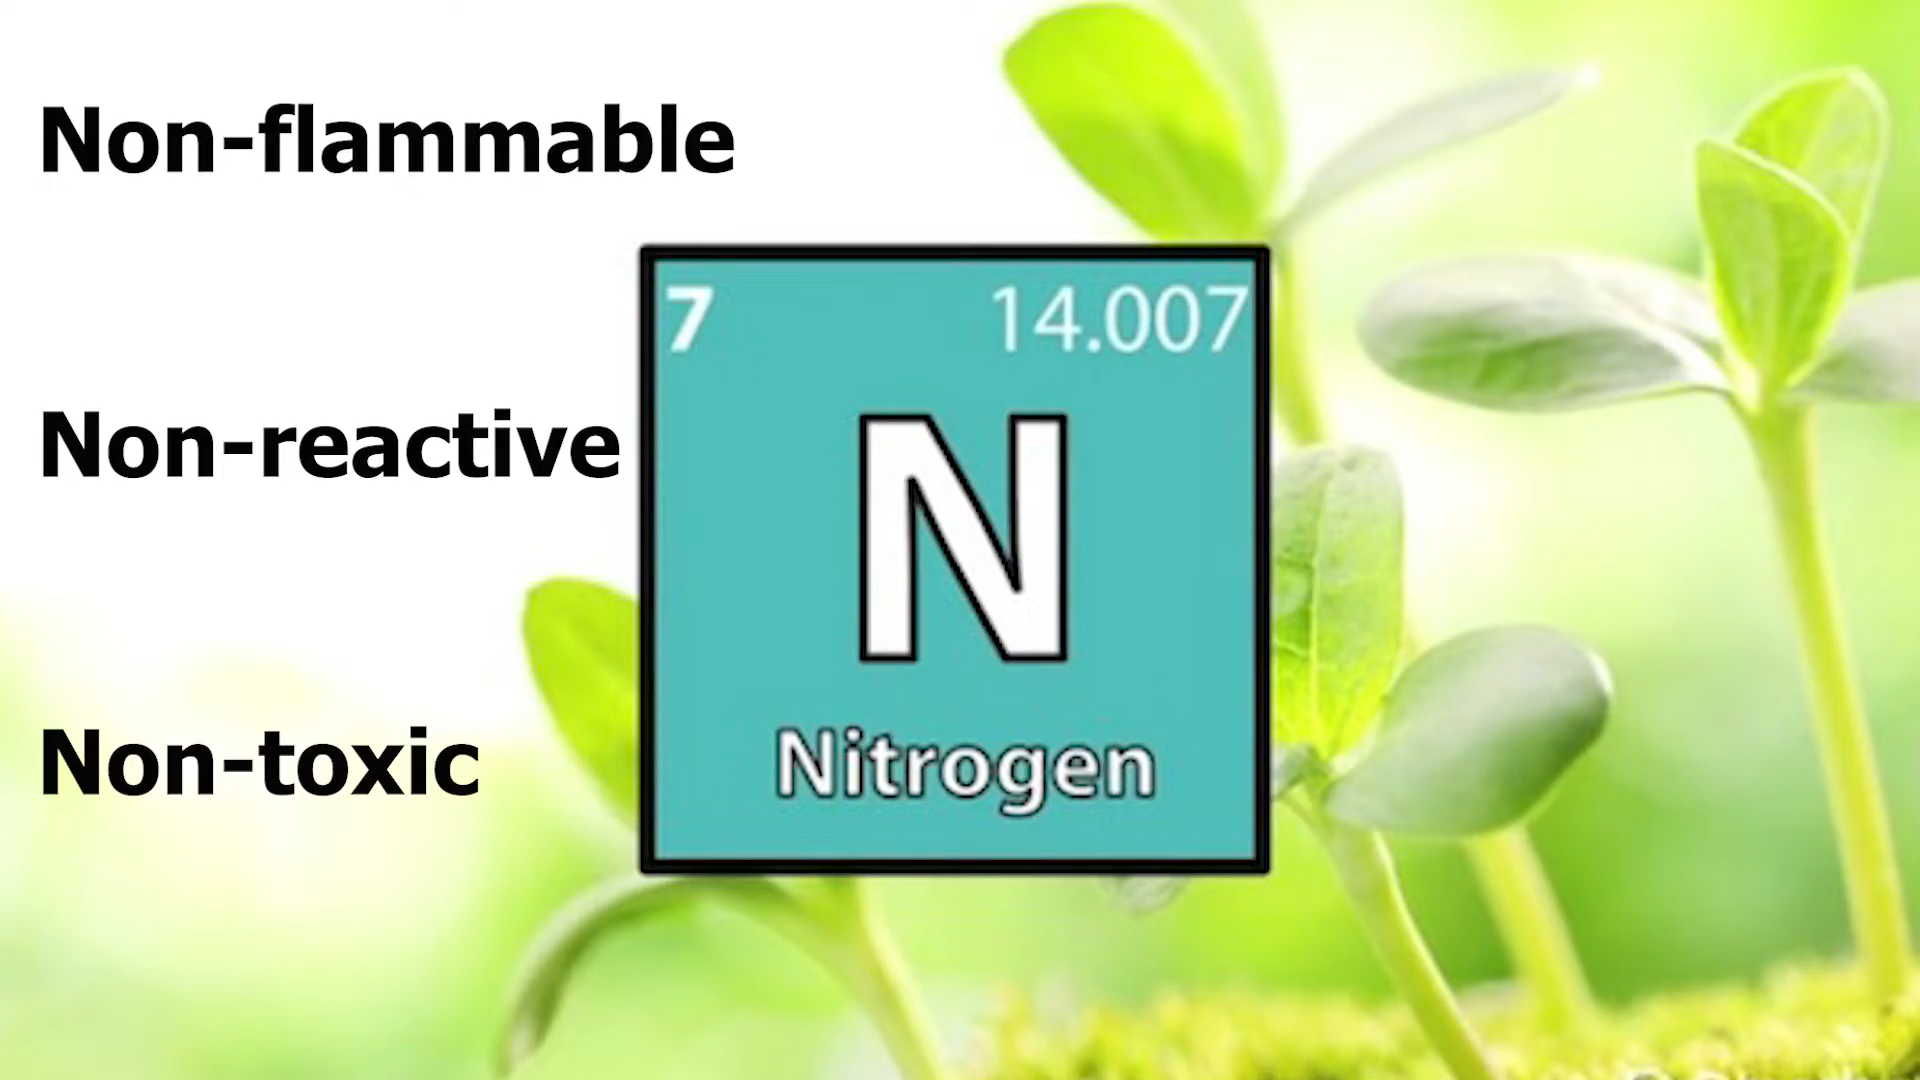 Non-flammable
Non-reactive
Non-toxic
7
14.007
N
Nitrogen